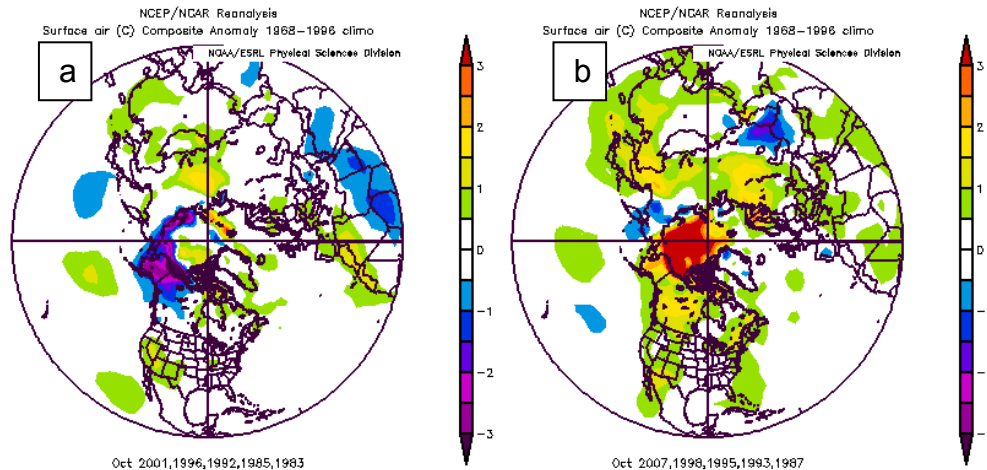 NCEP/NCAR Reanalysis
Surface air (C) Composite Anomaly 1968-1996 climo
a
NOAA/ESRL Physical Sciences Division
3
2
1
0
-1
-2
-3
Oct 2001,1996,1992,1985,1983
NCEP/NCAR Reanalysis
Surface air (C) Composite Anomaly 1968-1996 climo
b
NOAA/ESRL Physical Sciences Division
3
2
1
0
-
-
-
Oct 2007,1998,1995,1993,1987